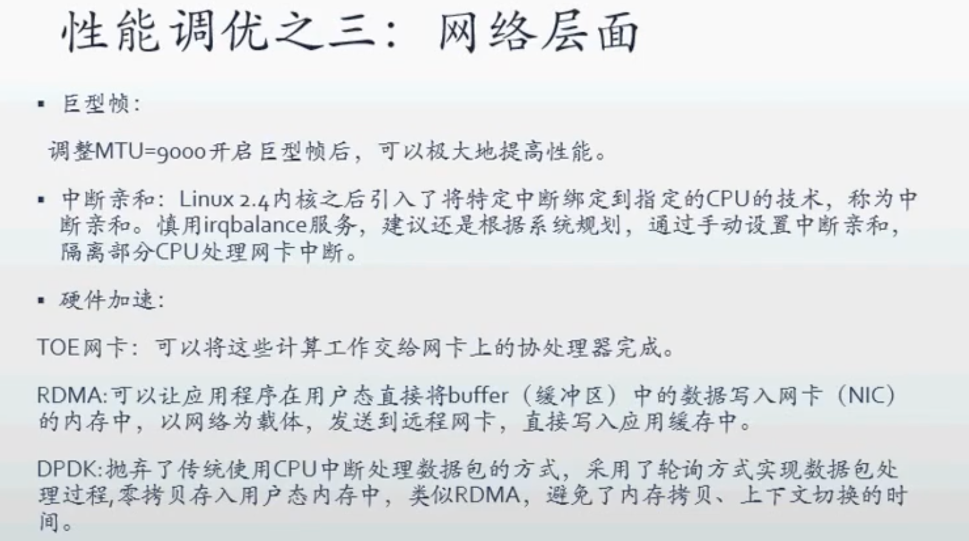 性能调优之三：网络层面
▪ 巨型帧：
调整MTU=9000开启巨型帧后，可以极大地提高性能。
▪ 中断亲和：Linux 2.4内核之后引入了将特定中断绑定到指定的CPU的技术，称为中
断亲和。慎用irqbalance服务，建议还是根据系统规划，通过手动设置中断亲和，
隔离部分CPU处理网卡中断。
▪ 硬件加速：
TOE网卡：可以将这些计算工作交给网卡上的协处理器完成。
RDMA:可以让应用程序在用户态直接将buffer（缓冲区）中的数据写入网卡（NIC）
的内存中，以网络为载体，发送到远程网卡，直接写入应用缓存中。
DPDK:抛弃了传统使用CPU中断处理数据包的方式，采用了轮询方式实现数据包处
理过程,零拷贝存入用户态内存中，类似RDMA，避免了内存拷贝、上下文切换的时
间。